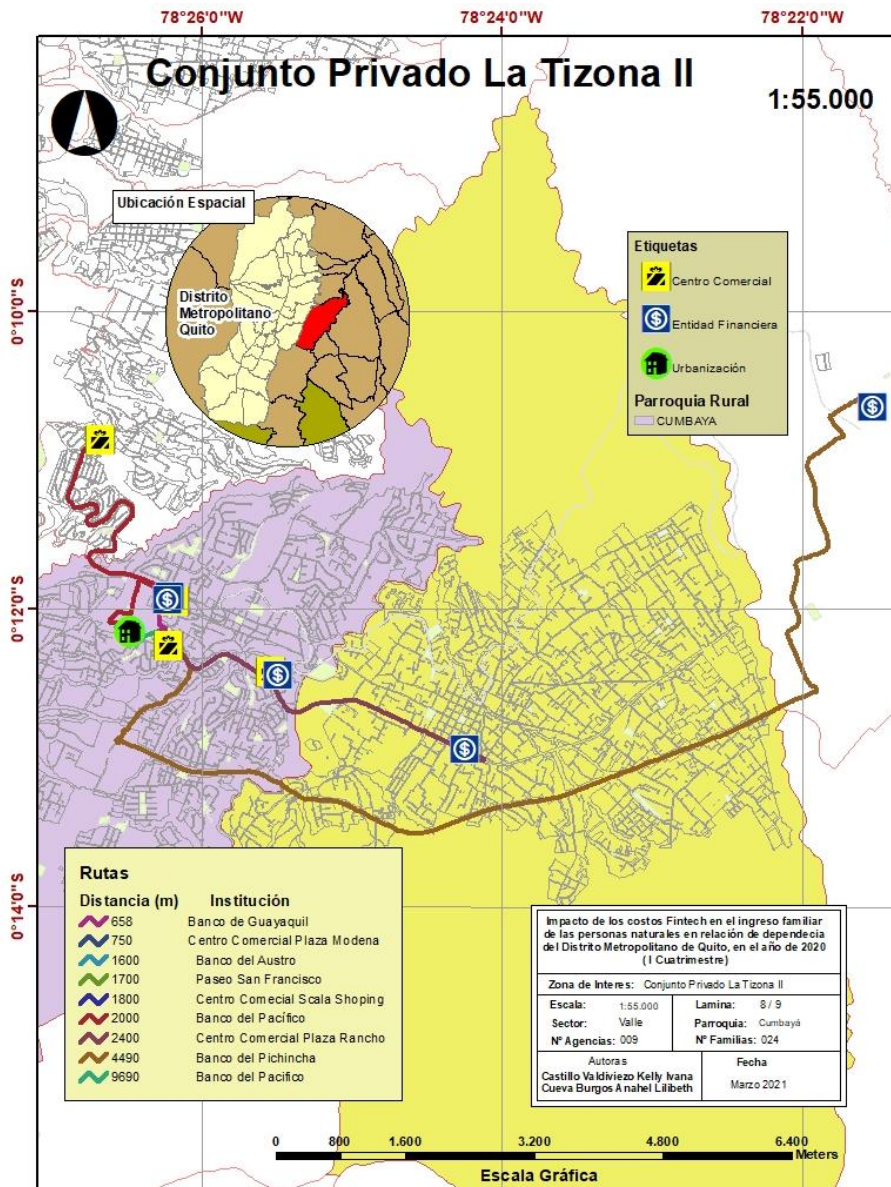 78°26'0"W
78°24'0"W
78°22'0"W
Conjunto Privado La Tizona II
1:55.000
Ubicación Espacial
Distrito
Metropolitano
Quito
Etiquetas
Centro Comercial
Entidad Financiera
Urbanización
Parroquia Rural
CUMBAYA
0°10'0"S
0°12'0"S
0°14'0"S
Rutas
Distancia (m) Institución
658 Banco de Guayaquil
750 Centro Comercial Plaza Modena
1600 Banco del Austro
1700 Paseo San Francisco
1800 Centro Comecial Scala Shoping
2000 Banco del Pacífico
2400 Centro Comercial Plaza Rancho
4490 Banco del Pichincha
9690 Banco del Pacifico
Impacto de los costos Fintech en el ingreso familiar
de las personas naturales en relación de dependecia
del Distrito Metropolitano de Quito, en el año de 2020
( I Cuatrimestre)
Zona de Interes: Conjunto Privado La Tizona II
Escala: 1:55.000 Lamina: 8 / 9
Sector: Valle Parroquia: Cumbayá
Nº Agencias: 009 Nº Familias: 024
Autoras Fecha
Castillo Valdiviezo Kelly Ivana
Cueva Burgos Anahel Lilibeth
Marzo 2021
0 800 1.600 3.200 4.800 6.400
Meters
Escala Gráfica